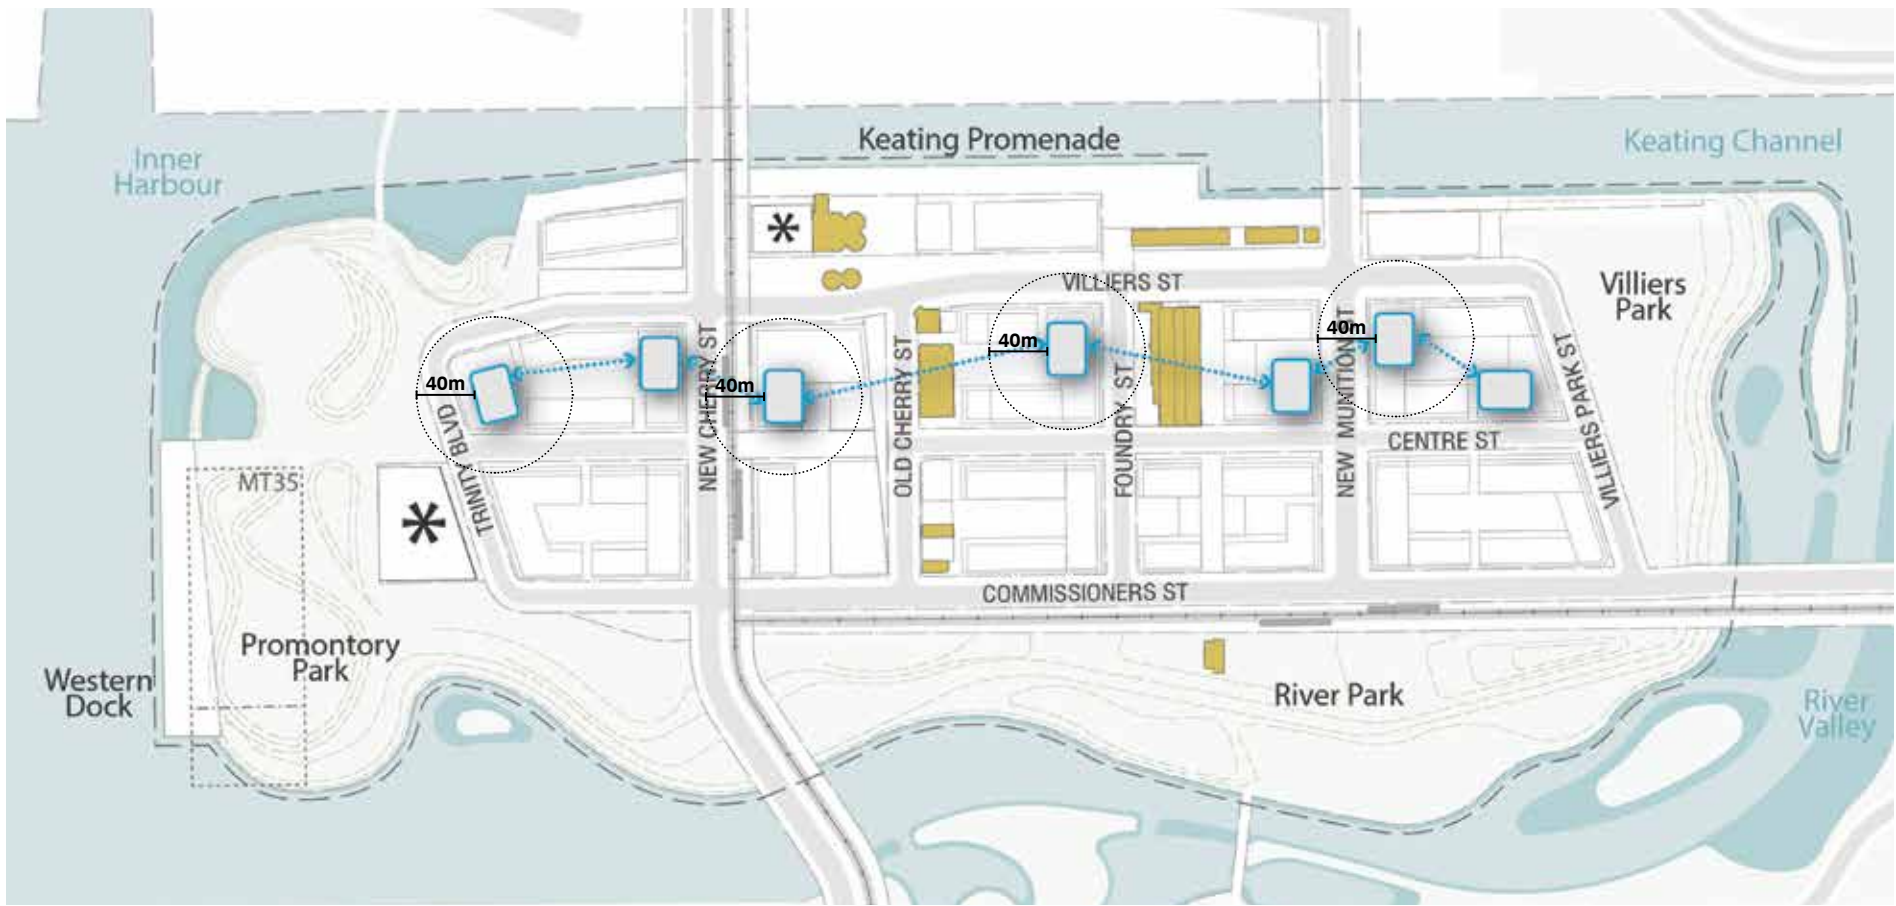 Keating Promenade
Keating Channel
Inner
Harbour
*
VILLIERS ST
Villiers
Park
40m
40m
40m
40m
TRINITY BLVD
NEW CHERRY ST
OLD CHERRY ST
FOUNDRY ST
NEW MUNITION ST
VILLIERS PARK ST
CENTRE ST
MT35
*
COMMISSIONERS ST
Promontory
Park
Western
Dock
River Park
River
Valley